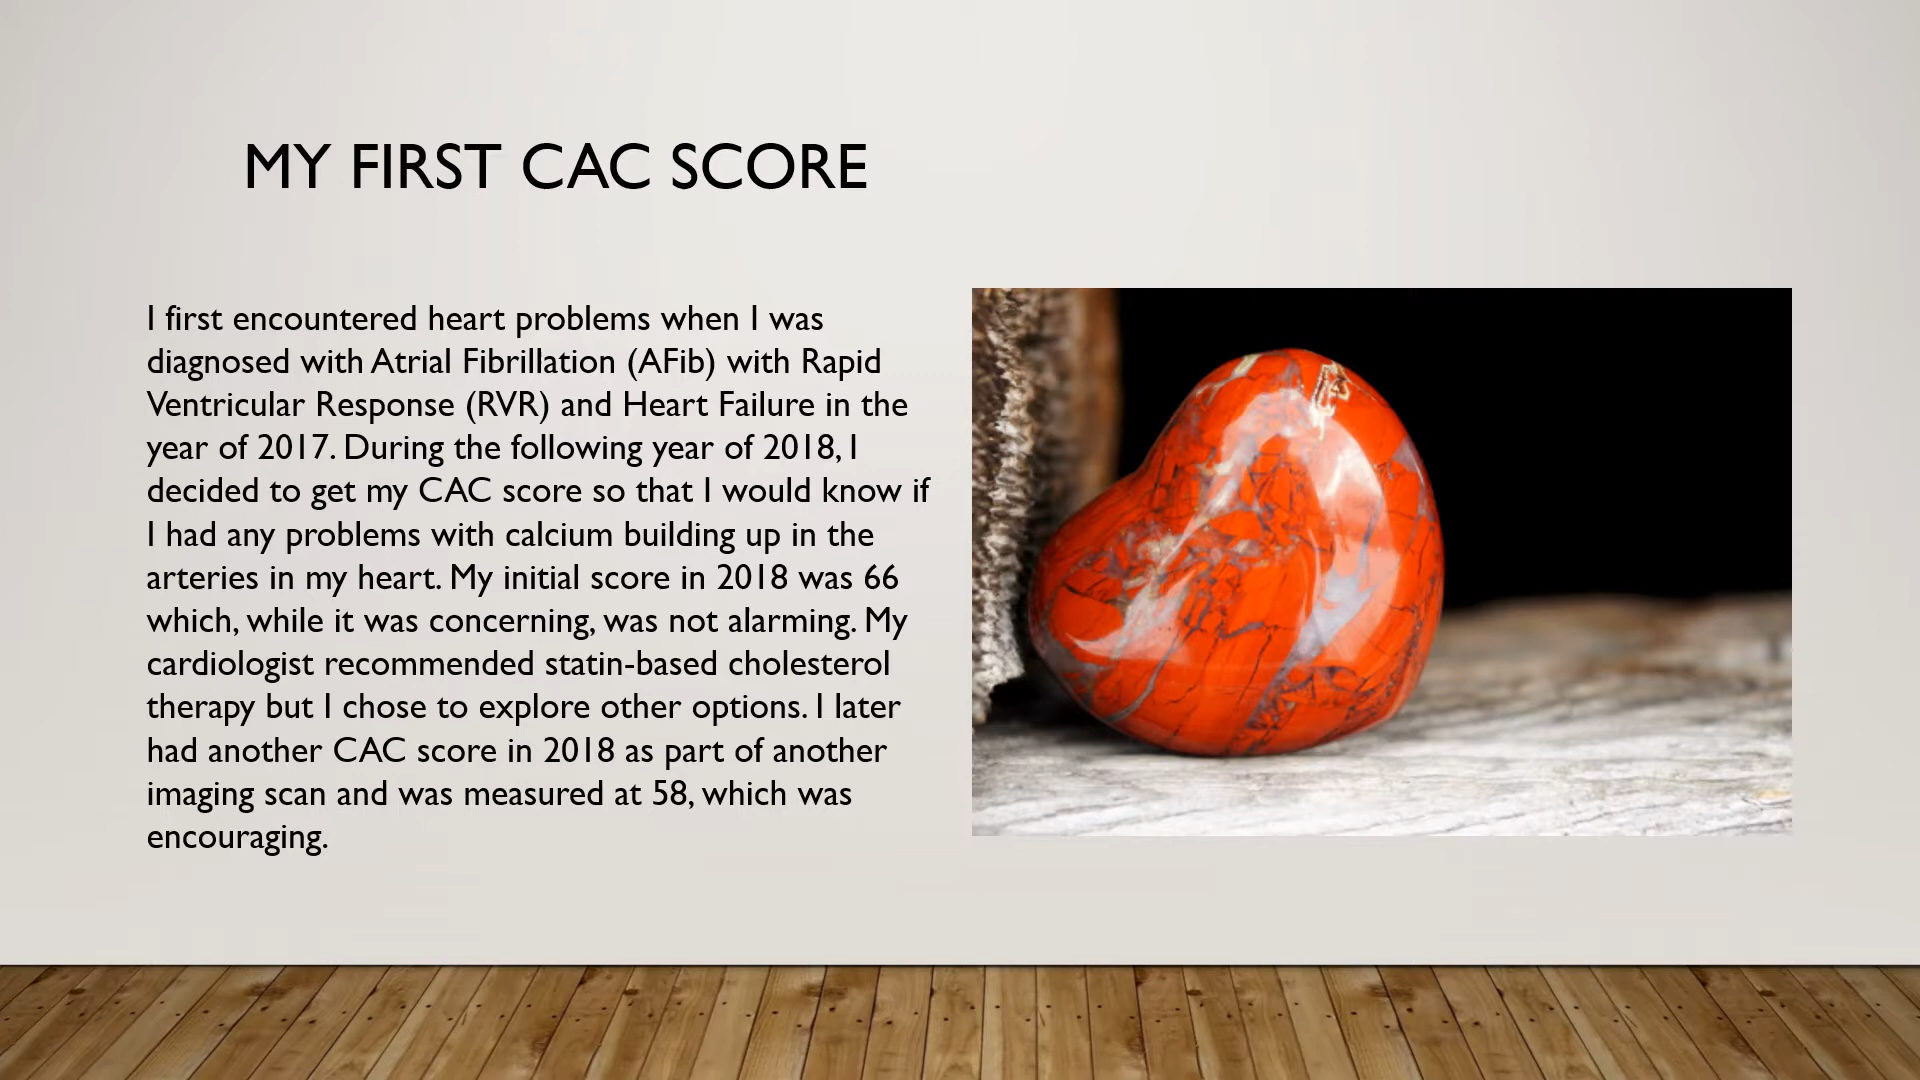 MY FIRST CAC SCORE
I first encountered heart problems when I was
diagnosed with Atrial Fibrillation (AFib) with Rapid
Ventricular Response (RVR) and Heart Failure in the
year of 2017. During the following year of 2018, I
decided to get my CAC score so that I would know if
I had any problems with calcium building up in the
arteries in my heart. My initial score in 2018 was 66
which, while it was concerning, was not alarming. My
cardiologist recommended statin-based cholesterol
therapy but I chose to explore other options. I later
had another CAC score in 2018 as part of another
imaging scan and was measured at 58, which was
encouraging.